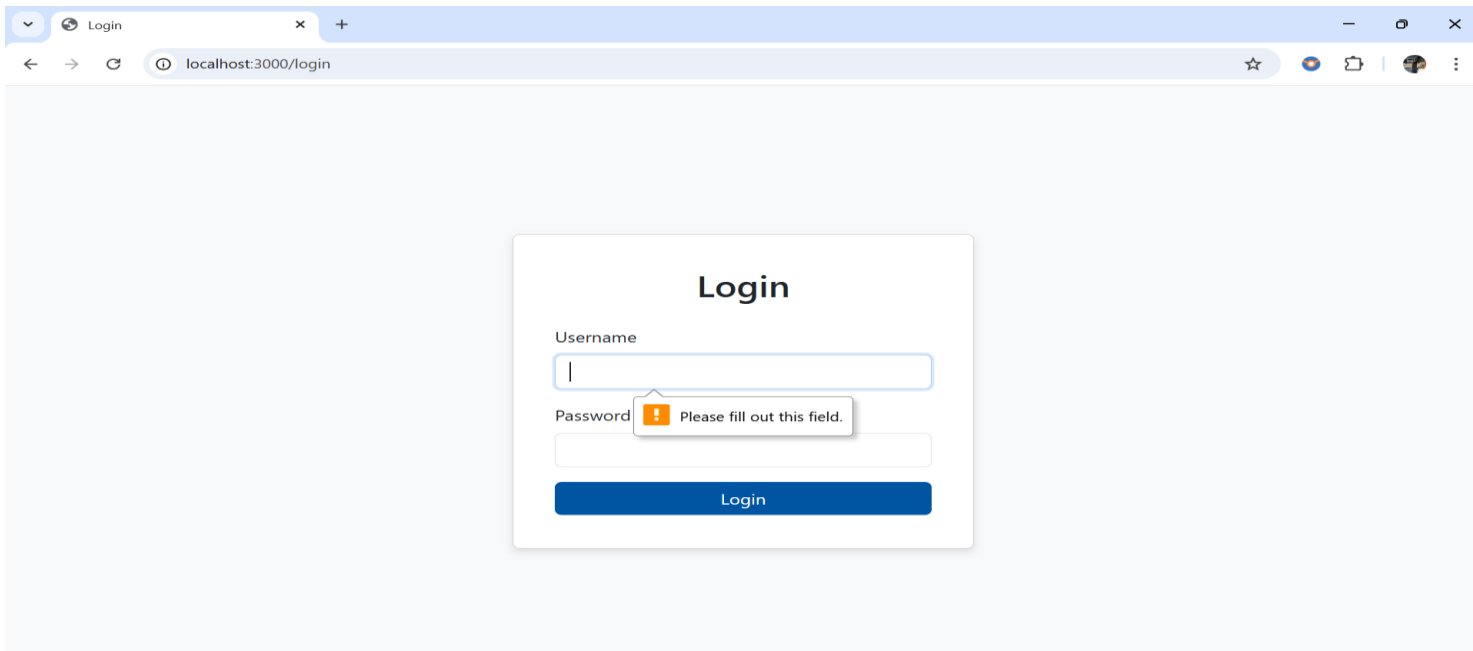 Login
localhost:3000/login
Login
Username
Password
Please fill out this field.
Login